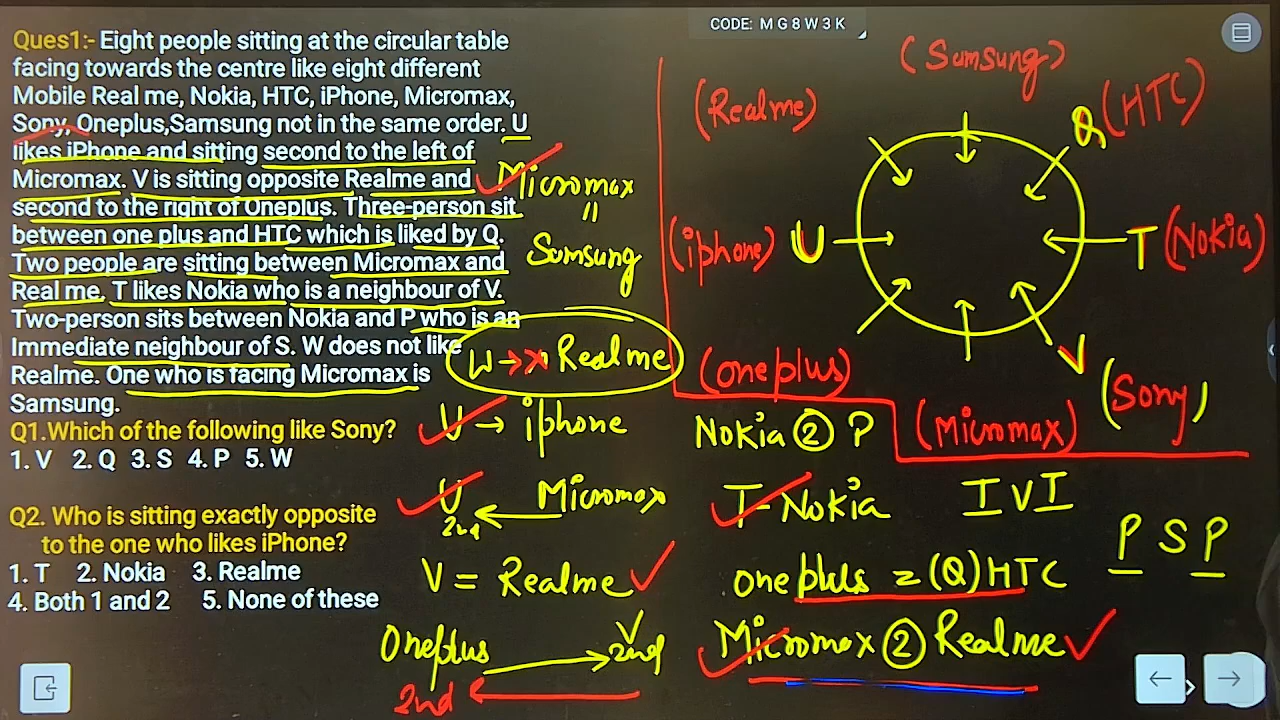 CODE: M G 8 W 3 K
Ques1:- Eight people sitting at the circular table
facing towards the centre like eight different
Mobile Real me, Nokia, HTC, iPhone, Micromax,
Sony, Oneplus,Samsung not in the same order. U
likes iPhone and sitting second to the left of
Micromax. V is sitting opposite Realme and
second to the right of Oneplus. Three-person sit
between one plus and HTC which is liked by Q.
Two people are sitting between Micromax and
Real me. T likes Nokia who is a neighbour of V.
Two-person sits between Nokia and P who is an
Immediate neighbour of S. W does not like
Realme. One who is facing Micromax is
Samsung.
Q1.Which of the following like Sony?
1. V 2. Q 3. S 4. P 5. W
Q2. Who is sitting exactly opposite
to the one who likes iPhone?
1. T 2. Nokia 3. Realme
4. Both 1 and 2 5. None of these
Micromax
=
Samsung
W → x Realme
U → iphone
U 2nd ← Micromax
V = Realme
Oneplus → V 2nd
2nd ←
(Samsung)
(Realme)
Q (HTC)
(iphone) U
T (Nokia)
V
(oneplus)
(Sony)
(Micromax)
Nokia ② P
T - Nokia
I V I
P S P
one plus = (Q) HTC
Micromax ② Realme